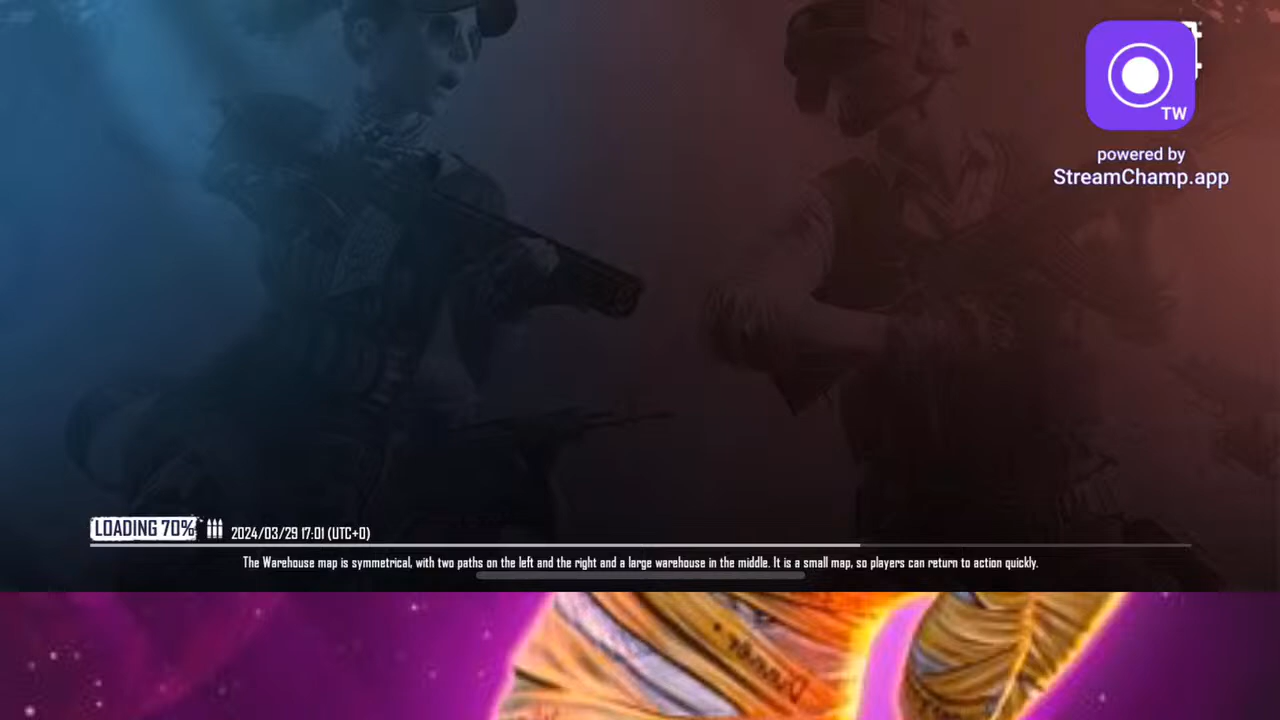 TW
powered by
StreamChamp.app
LOADING 70%
2024/03/29 17:01 (UTC+0)
The Warehouse map is symmetrical, with two paths on the left and the right and a large warehouse in the middle. It is a small map, so players can return to action quickly.